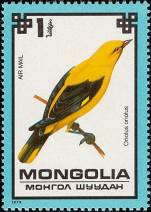 1
AIR MAIL
Oriolus oriolus
MONGOLIA
МОНГОЛ ШУУДАН
1979